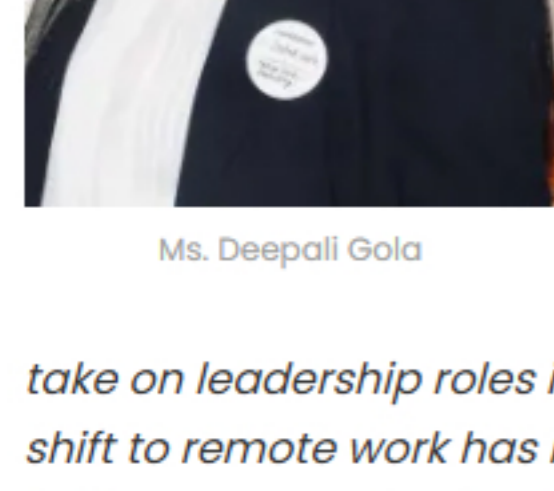 Ms. Deepali Gola
take on leadership roles
shift to remote work has